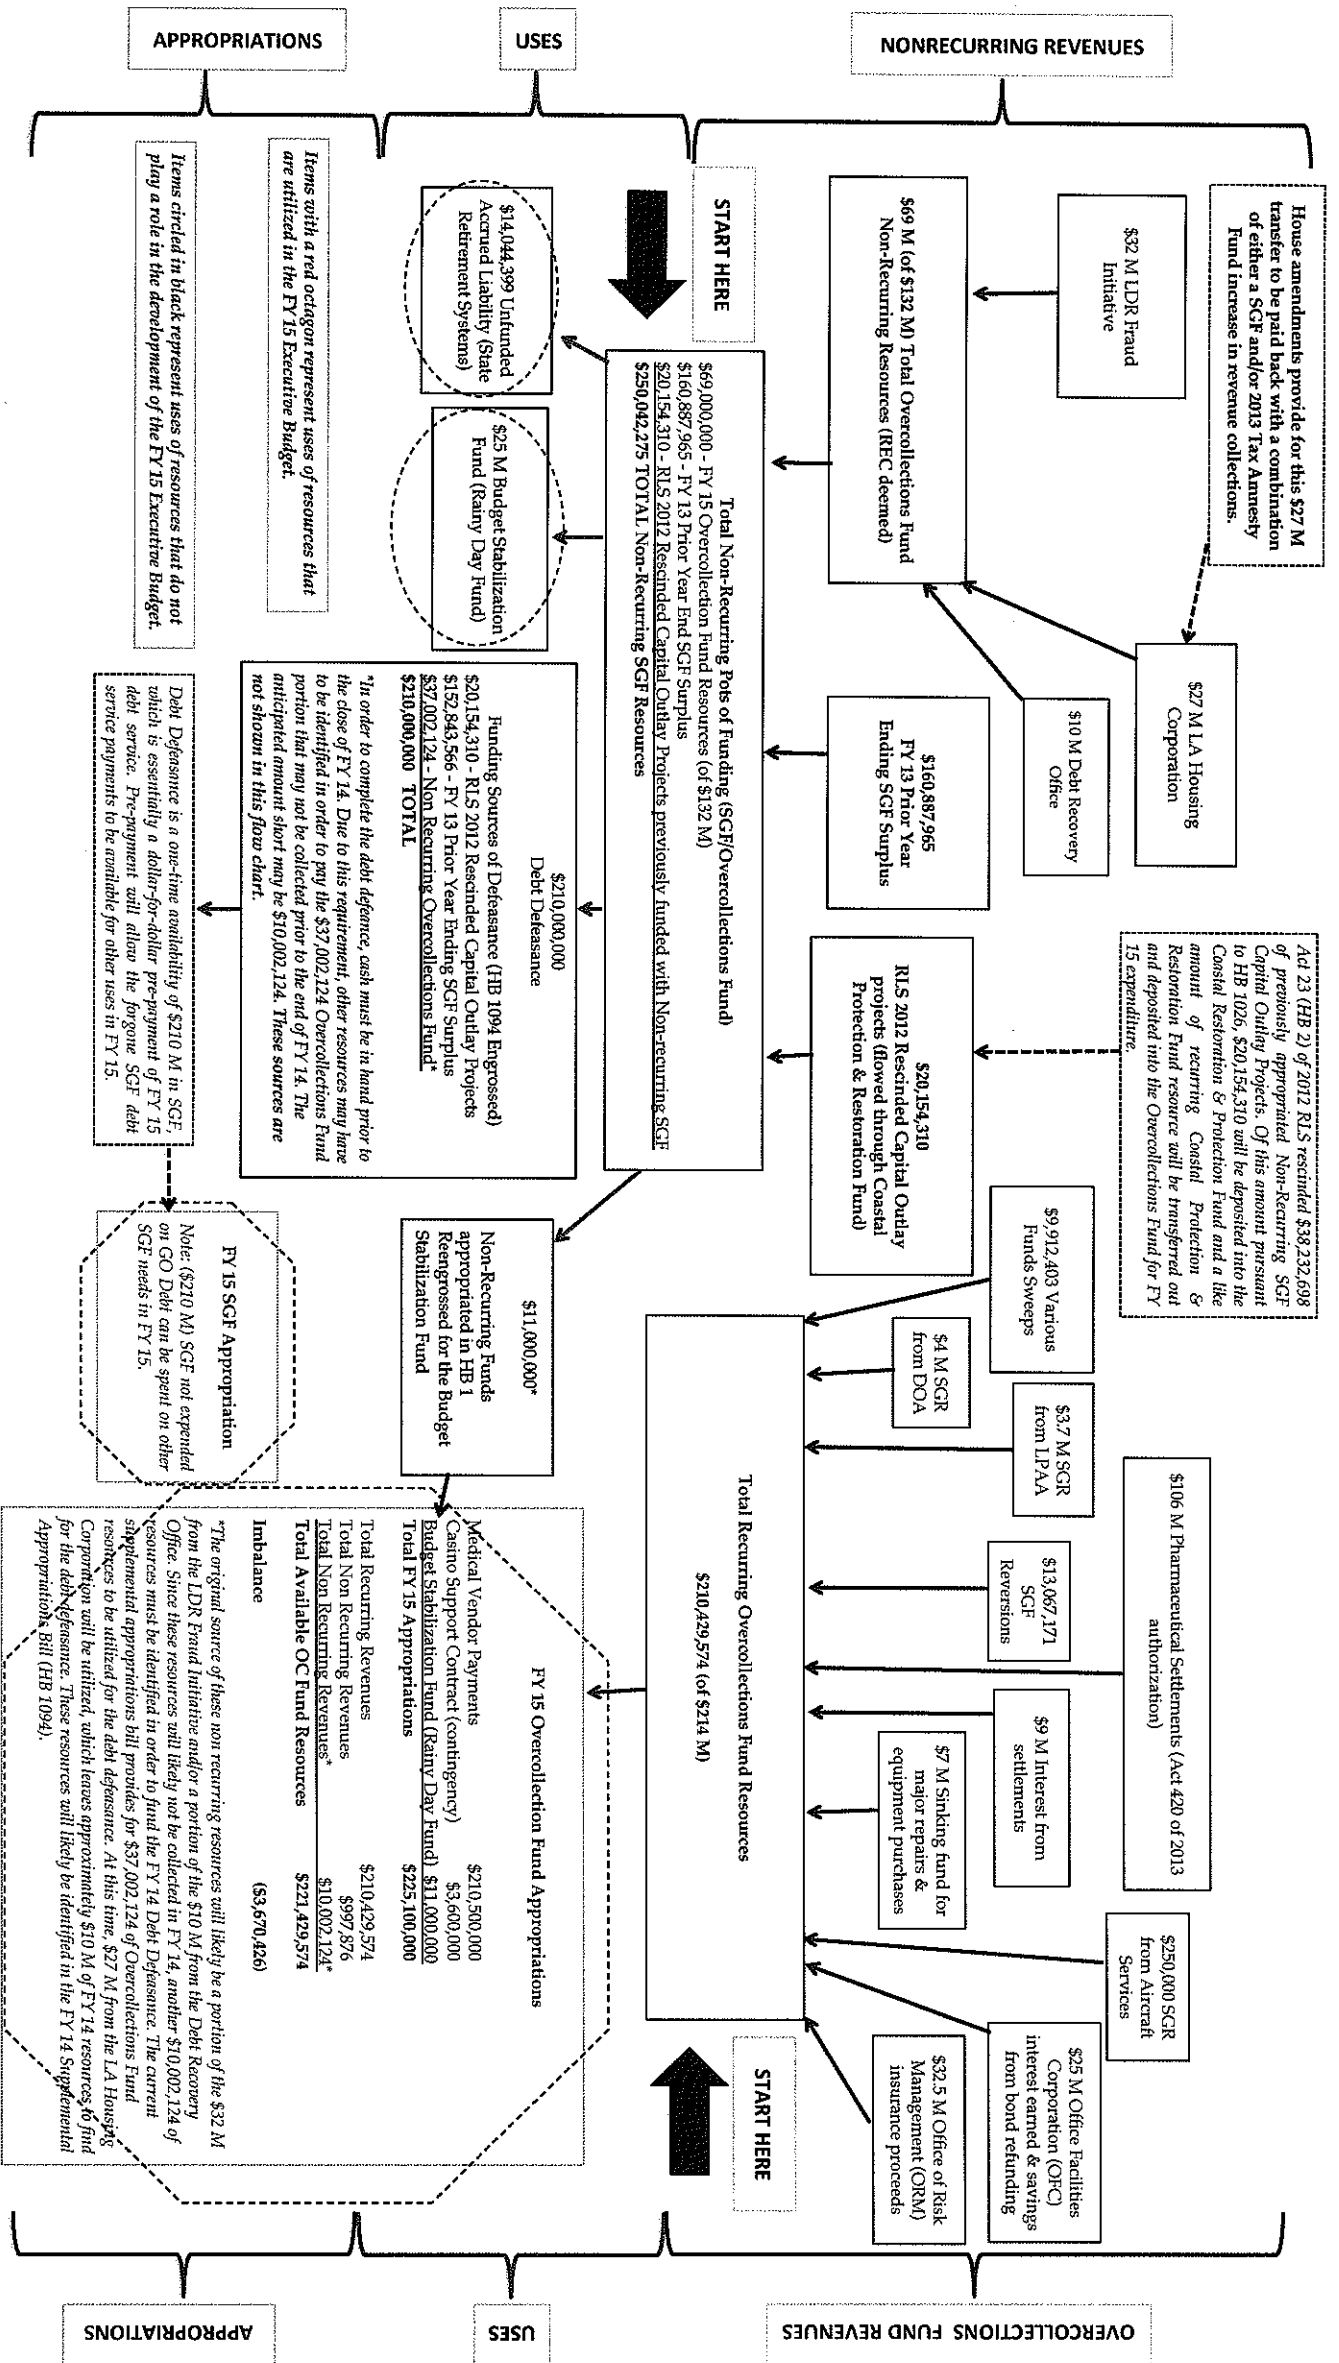 NONRECURRING REVENUES
USES
APPROPRIATIONS
House amendments provide for this $27 M
transfer to be paid back with a combination
of either a SGF and/or 2013 Tax Amnesty
Fund increase in revenue collections.
$32 M LDR Fraud
Initiative
$27 M LA Housing
Corporation
$10 M Debt Recovery
Office
$69 M (of $132 M) Total Overcollections Fund
Non-Recurring Resources (REC deemed)
$160,887,965
FY 13 Prior Year
Ending SGF Surplus
Act 23 (HB 2) of 2012 RLS rescinded $38,232,698
of previously appropriated Non-Recurring SGF
Capital Outlay Projects. Of this amount pursuant
to HB 1026, $20,154,310 will be deposited into the
Coastal Restoration & Protection Fund and a like
amount of recurring Coastal Protection &
Restoration Fund resource will be transferred out
and deposited into the Overcollections Fund for FY
15 expenditure.
$20,154,310
RLS 2012 Rescinded Capital Outlay
projects (flowed through Coastal
Protection & Restoration Fund)
START HERE
Total Non-Recurring Pots of Funding (SGF/Overcollections Fund)
$69,000,000 - FY 15 Overcollection Fund Resources (of $132 M)
$160,887,965 - FY 13 Prior Year End SGF Surplus
$20,154,310 - RLS 2012 Rescinded Capital Outlay Projects previously funded with Non-recurring SGF
$250,042,275 TOTAL Non-Recurring SGF Resources
$14,044,399 Unfunded
Accrued Liability (State
Retirement Systems)
$25 M Budget Stabilization
Fund (Rainy Day Fund)
$210,000,000
Debt Defeasance
Funding Sources of Defeasance (HB 1094 Engrossed)
$20,154,310 - RLS 2012 Rescinded Capital Outlay Projects
$152,843,566 - FY 13 Prior Year Ending SGF Surplus
$37,002,124 - Non Recurring Overcollections Fund*
$210,000,000 TOTAL
*In order to complete the debt defeance, cash must be in hand prior to
the close of FY 14. Due to this requirement, other resources may have
to be identified in order to pay the $37,002,124 Overcollections Fund
portion that may not be collected prior to the end of FY 14. The
anticipated amount short may be $10,002,124. These sources are
not shown in this flow chart.
$11,000,000*
Non-Recurring Funds
appropriated in HB 1
Reengrossed for the Budget
Stabilization Fund
Items with a red octagon represent uses of resources that
are utilized in the FY 15 Executive Budget.
Items circled in black represent uses of resources that do not
play a role in the development of the FY 15 Executive Budget.
Debt Defeasance is a one-time availability of $210 M in SGF,
which is essentially a dollar-for-dollar pre-payment of FY 15
debt service. Pre-payment will allow the forgone SGF debt
service payments to be available for other uses in FY 15.
FY 15 SGF Appropriation
Note: ($210 M) SGF not expended
on GO Debt can be spent on other
SGF needs in FY 15.
$9,912,403 Various
Funds Sweeps
$4 M SGR
from DOA
$3.7 M SGR
from LPAA
$106 M Pharmaceutical Settlements (Act 420 of 2013
authorization)
$13,067,171
SGF
Reversions
$9 M Interest from
settlements
$7 M Sinking fund for
major repairs &
equipment purchases
$250,000 SGR
from Aircraft
Services
$25 M Office Facilities
Corporation (OFC)
interest earned & savings
from bond refunding
$32.5 M Office of Risk
Management (ORM)
insurance proceeds
Total Recurring Overcollections Fund Resources
$210,429,574 (of $214 M)
START HERE
FY 15 Overcollection Fund Appropriations
Medical Vendor Payments $210,500,000
Casino Support Contract (contingency) $3,600,000
Budget Stabilization Fund (Rainy Day Fund) $11,000,000
Total FY 15 Appropriations $225,100,000
Total Recurring Revenues $210,429,574
Total Non Recurring Revenues $997,876
Total Non Recurring Revenues* $10,002,124*
Total Available OC Fund Resources $221,429,574
Imbalance ($3,670,426)
*The original source of these non recurring resources will likely be a portion of the $32 M
from the LDR Fraud Initiative and/or a portion of the $10 M from the Debt Recovery
Office. Since these resources will likely not be collected in FY 14, another $10,002,124 of
resources must be identified in order to fund the FY 14 Debt Defeasance. The current
supplemental appropriations bill provides for $37,002,124 of Overcollections Fund
resources to be utilized for the debt defeasance. At this time, $27 M from the LA Housing
Corporation will be utilized, which leaves approximately $10 M of FY 14 resources to find
for the debt defeasance. These resources will likely be identified in the FY 14 Supplemental
Appropriations Bill (HB 1094).
OVERCOLLECTIONS FUND REVENUES
USES
APPROPRIATIONS